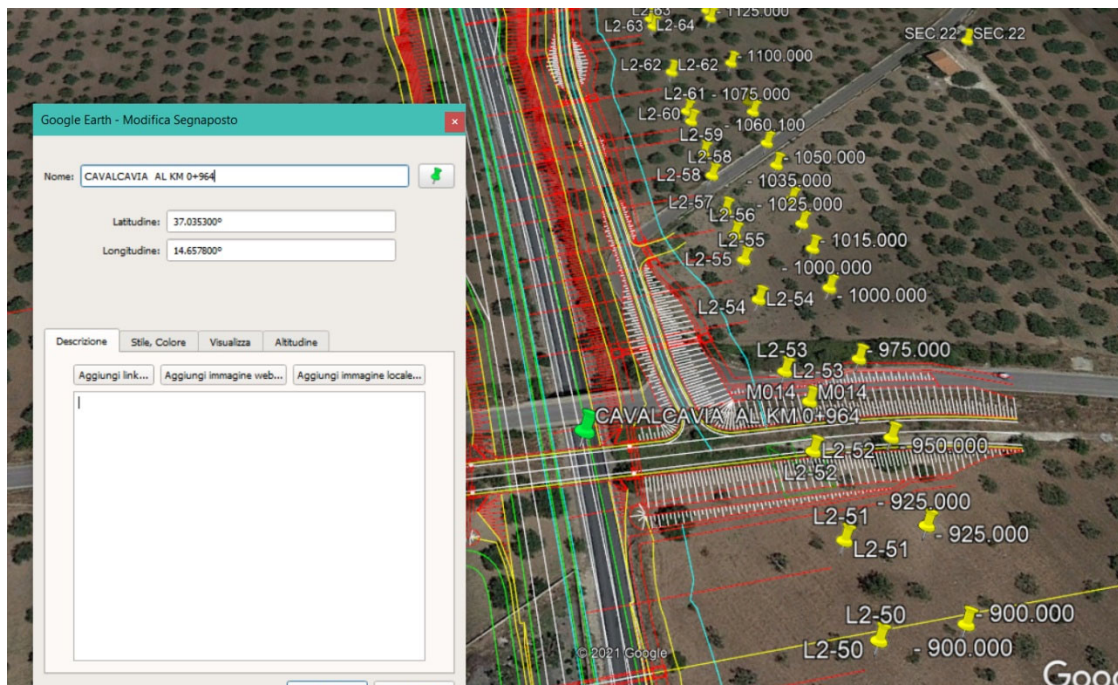 L2-63
1125.000
L2-63 L2-64
SEC 22 SEC 22
L2-62 L2-62 - 1100.000
L2-61 - 1075.000
L2-60
L2-59 - 1060.100
L2-58 - 1050.000
L2-58
- 1035.000
L2-57 - 1025.000
L2-56
L2-55 - 1015.000
L2-55
- 1000.000
L2-54 L2-54 - 1000.000
L2-53 - 975.000
L2-53
M014 M014
CAVALCAVIA AL KM 0+964
L2-52 - 950.000
L2-52
- 925.000
L2-51
L2-51 - 925.000
L2-50 - 900.000
L2-50 - 900.000
© 2021 Google
Goog
Google Earth - Modifica Segnaposto
Nome: CAVALCAVIA AL KM 0+964
Latitudine: 37.035300º
Longitudine: 14.657800º
Descrizione Stile, Colore Visualizza Altitudine
Aggiungi link... Aggiungi immagine web... Aggiungi immagine locale...